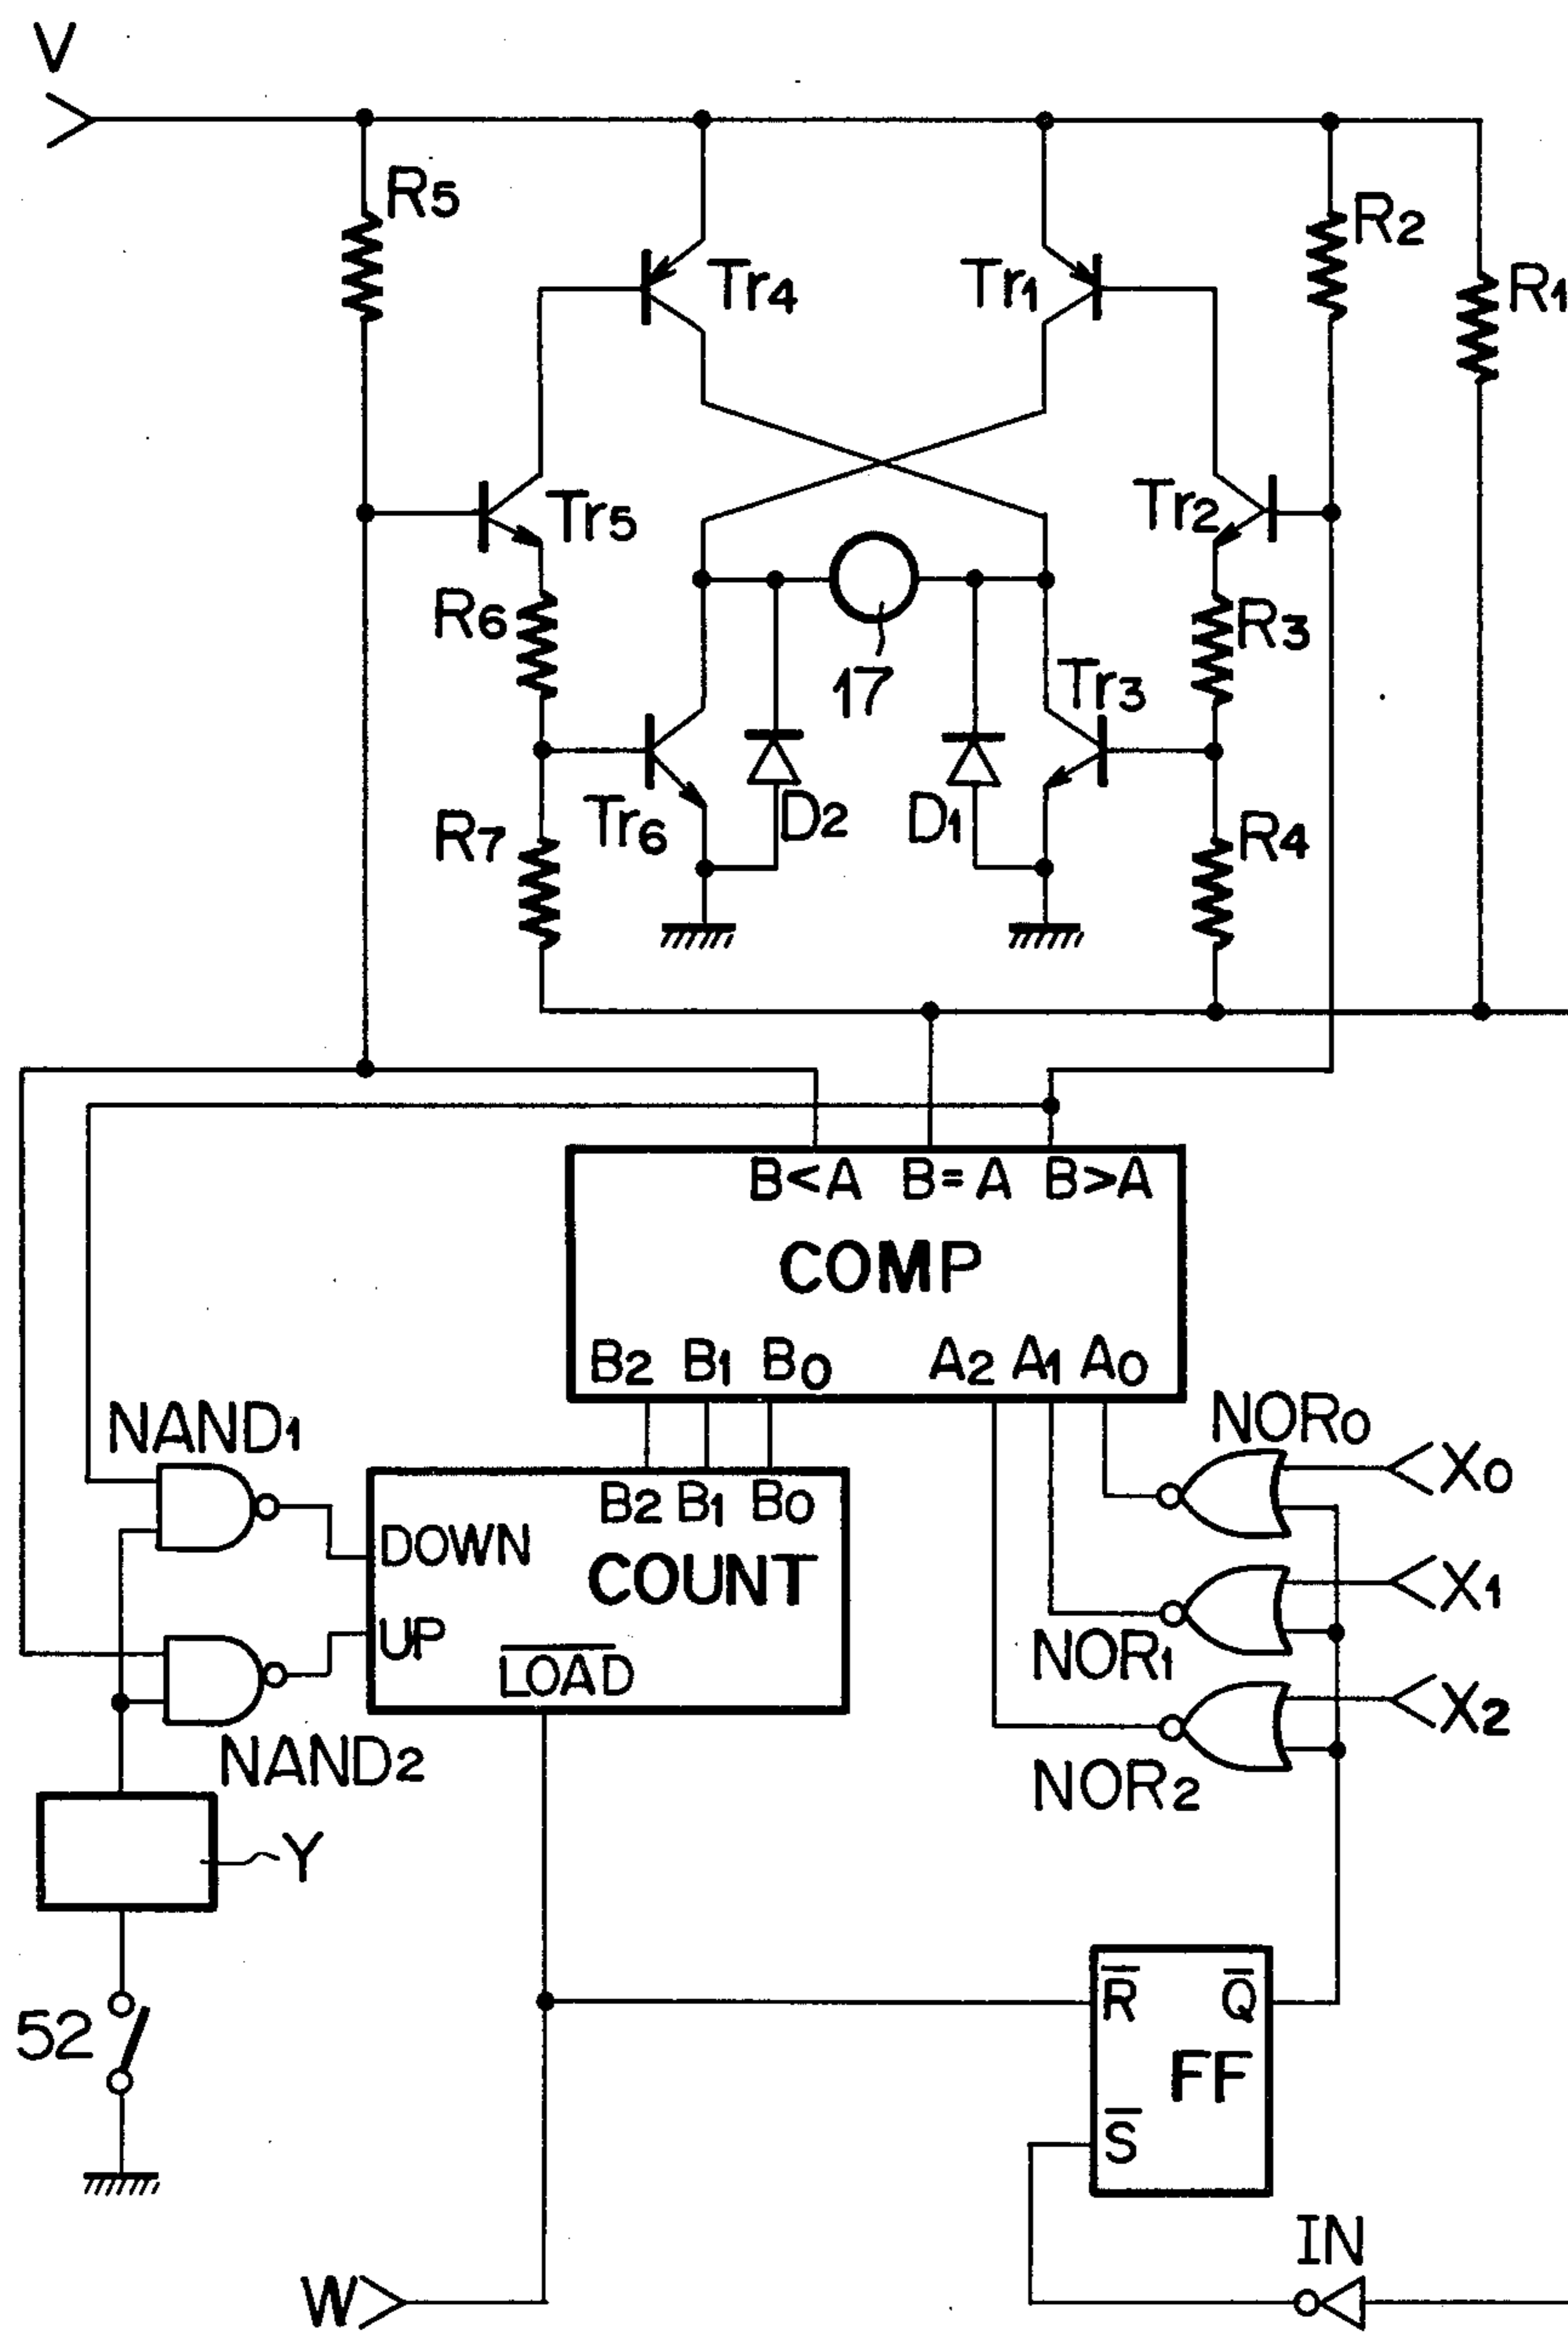 V
R5
R2
R1
Tr4
Tr1
Tr5
Tr2
R6
R3
17
Tr3
Tr6
D2
D1
R7
R4
B<A B=A B>A
COMP
B2 B1 B0 A2 A1 A0
NAND1
NOR0
X0
B2 B1 B0
DOWN
COUNT
X1
UP
NOR1
LOAD
X2
NAND2
NOR2
Y
R Q
52
FF
S
IN
W